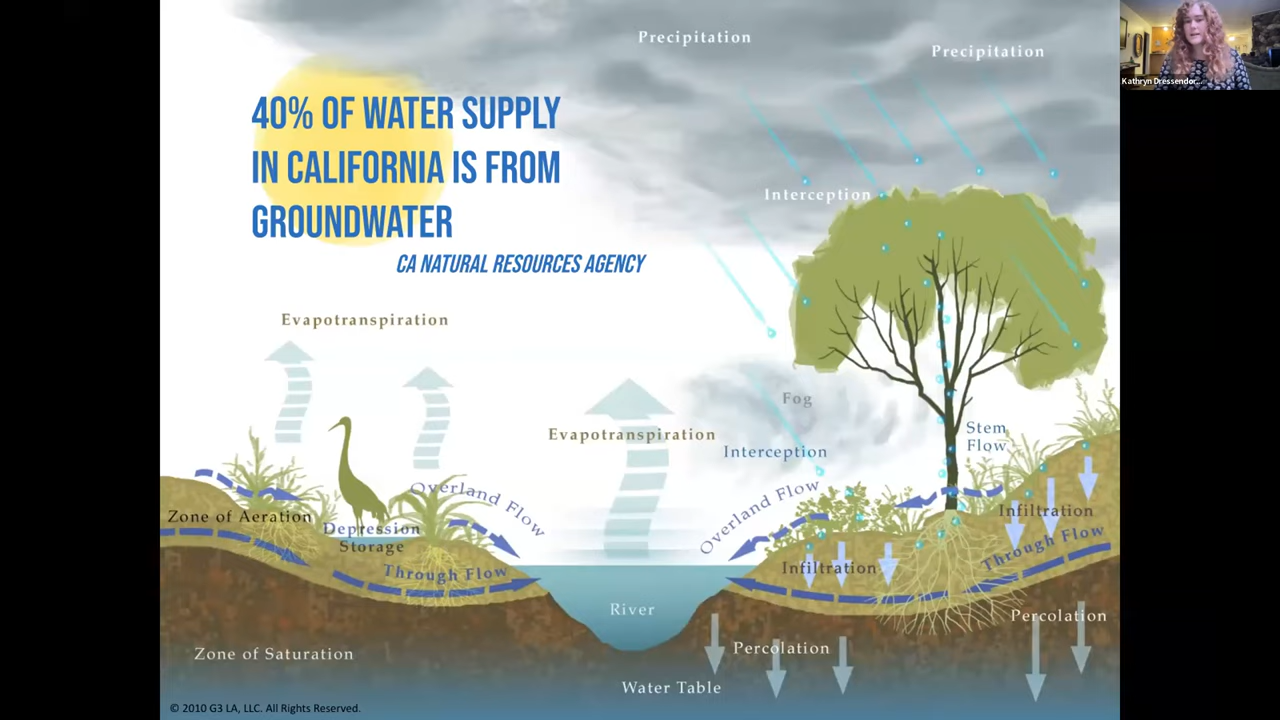 Precipitation
Precipitation
Kathryn Dressendor...
40% OF WATER SUPPLY
IN CALIFORNIA IS FROM
GROUNDWATER
CA NATURAL RESOURCES AGENCY
Interception
Evapotranspiration
Fog
Evapotranspiration
Interception
Stem
Flow
Overland Flow
Overland Flow
Zone of Aeration
Depression
Storage
Infiltration
Through Flow
Through Flow
Infiltration
River
Percolation
Percolation
Zone of Saturation
Water Table
© 2010 G3 LA, LLC. All Rights Reserved.